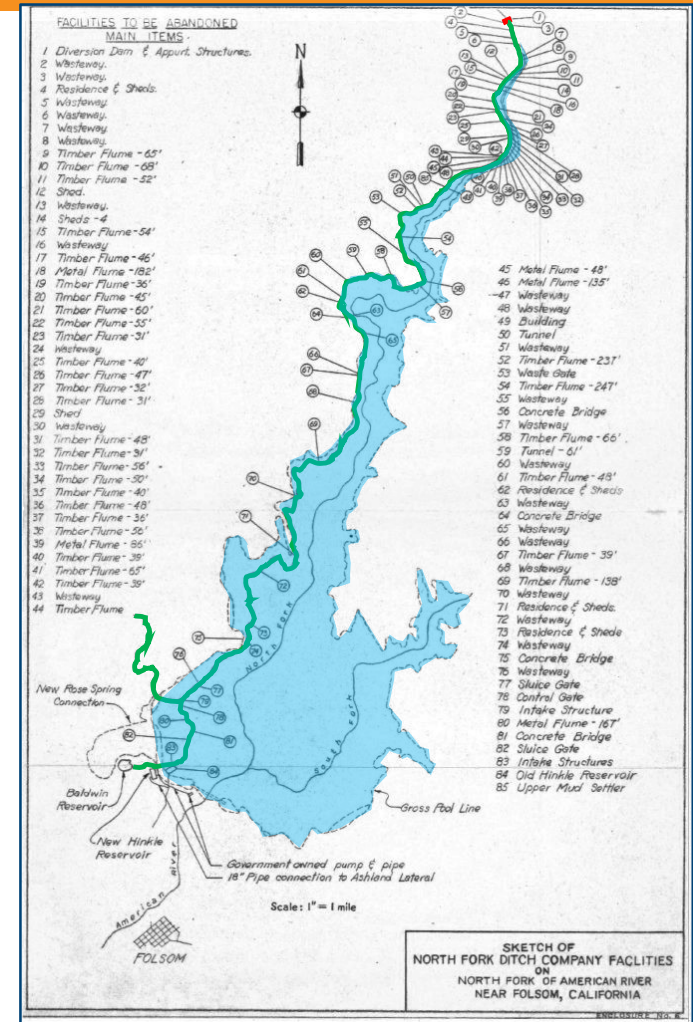 FACILITIES TO BE ABANDONED
MAIN ITEMS
1 Diversion Dam & Appurt. Structures.
2 Wasteway.
3 Wasteway.
4 Residence & Sheds.
5 Wasteway
6 Wasteway.
7 Wasteway
8 Wasteway.
9 Timber Flume - 65'
10 Timber Flume - 68'
11 Timber Flume - 52'
12 Shed.
13 Wasteway.
14 Sheds - 4
15 Timber Flume - 54'
16 Wasteway
17 Timber Flume - 46'
18 Metal Flume - 182'
19 Timber Flume - 36'
20 Timber Flume - 45'
21 Timber Flume - 60'
22 Timber Flume - 55'
23 Timber Flume - 31'
24 Wasteway
25 Timber Flume - 40'
26 Timber Flume - 47'
27 Timber Flume - 32'
28 Timber Flume - 31'
29 Shed
30 Wasteway
31 Timber Flume - 48'
32 Timber Flume - 31'
33 Timber Flume - 56'
34 Timber Flume - 50'
35 Timber Flume - 40'
36 Timber Flume - 48'
37 Timber Flume - 36'
38 Timber Flume - 56'
39 Metal Flume - 86'
40 Timber Flume - 39'
41 Timber Flume - 65'
42 Timber Flume - 39'
43 Wasteway
44 Timber Flume
N
45 Metal Flume - 48'
46 Metal Flume - 135'
47 Wasteway
48 Wasteway
49 Building
50 Tunnel
51 Wasteway
52 Timber Flume - 237'
53 Waste Gate
54 Timber Flume - 247'
55 Wasteway
56 Concrete Bridge
57 Wasteway
58 Timber Flume - 66'
59 Tunnel - 61'
60 Wasteway
61 Timber Flume - 49'
62 Residence & Sheds
63 Wasteway
64 Concrete Bridge
65 Wasteway
66 Wasteway
67 Timber Flume - 39'
68 Wasteway
69 Timber Flume - 138'
70 Wasteway
71 Residence & Sheds.
72 Wasteway
73 Residence & Shede
74 Wasteway
75 Concrete Bridge
76 Wasteway
77 Sluice Gate
78 Control Gate
79 Intake Structure
80 Metal Flume - 167'
81 Concrete Bridge
82 Sluice Gate
83 Intake Structures
84 Old Hinkle Reservoir
85 Upper Mud Settler
North Fork
South Fork
New Rose Spring
Connection
Baldwin
Reservoir
New Hinkle
Reservoir
Gross Pool Line
Government owned pump & pipe
18" Pipe connection to Ashland Lateral
American River
FOLSOM
Scale: 1" = 1 mile
SKETCH OF
NORTH FORK DITCH COMPANY FACLITIES
ON
NORTH FORK OF AMERICAN RIVER
NEAR FOLSOM, CALIFORNIA
ENCLOSURE No.